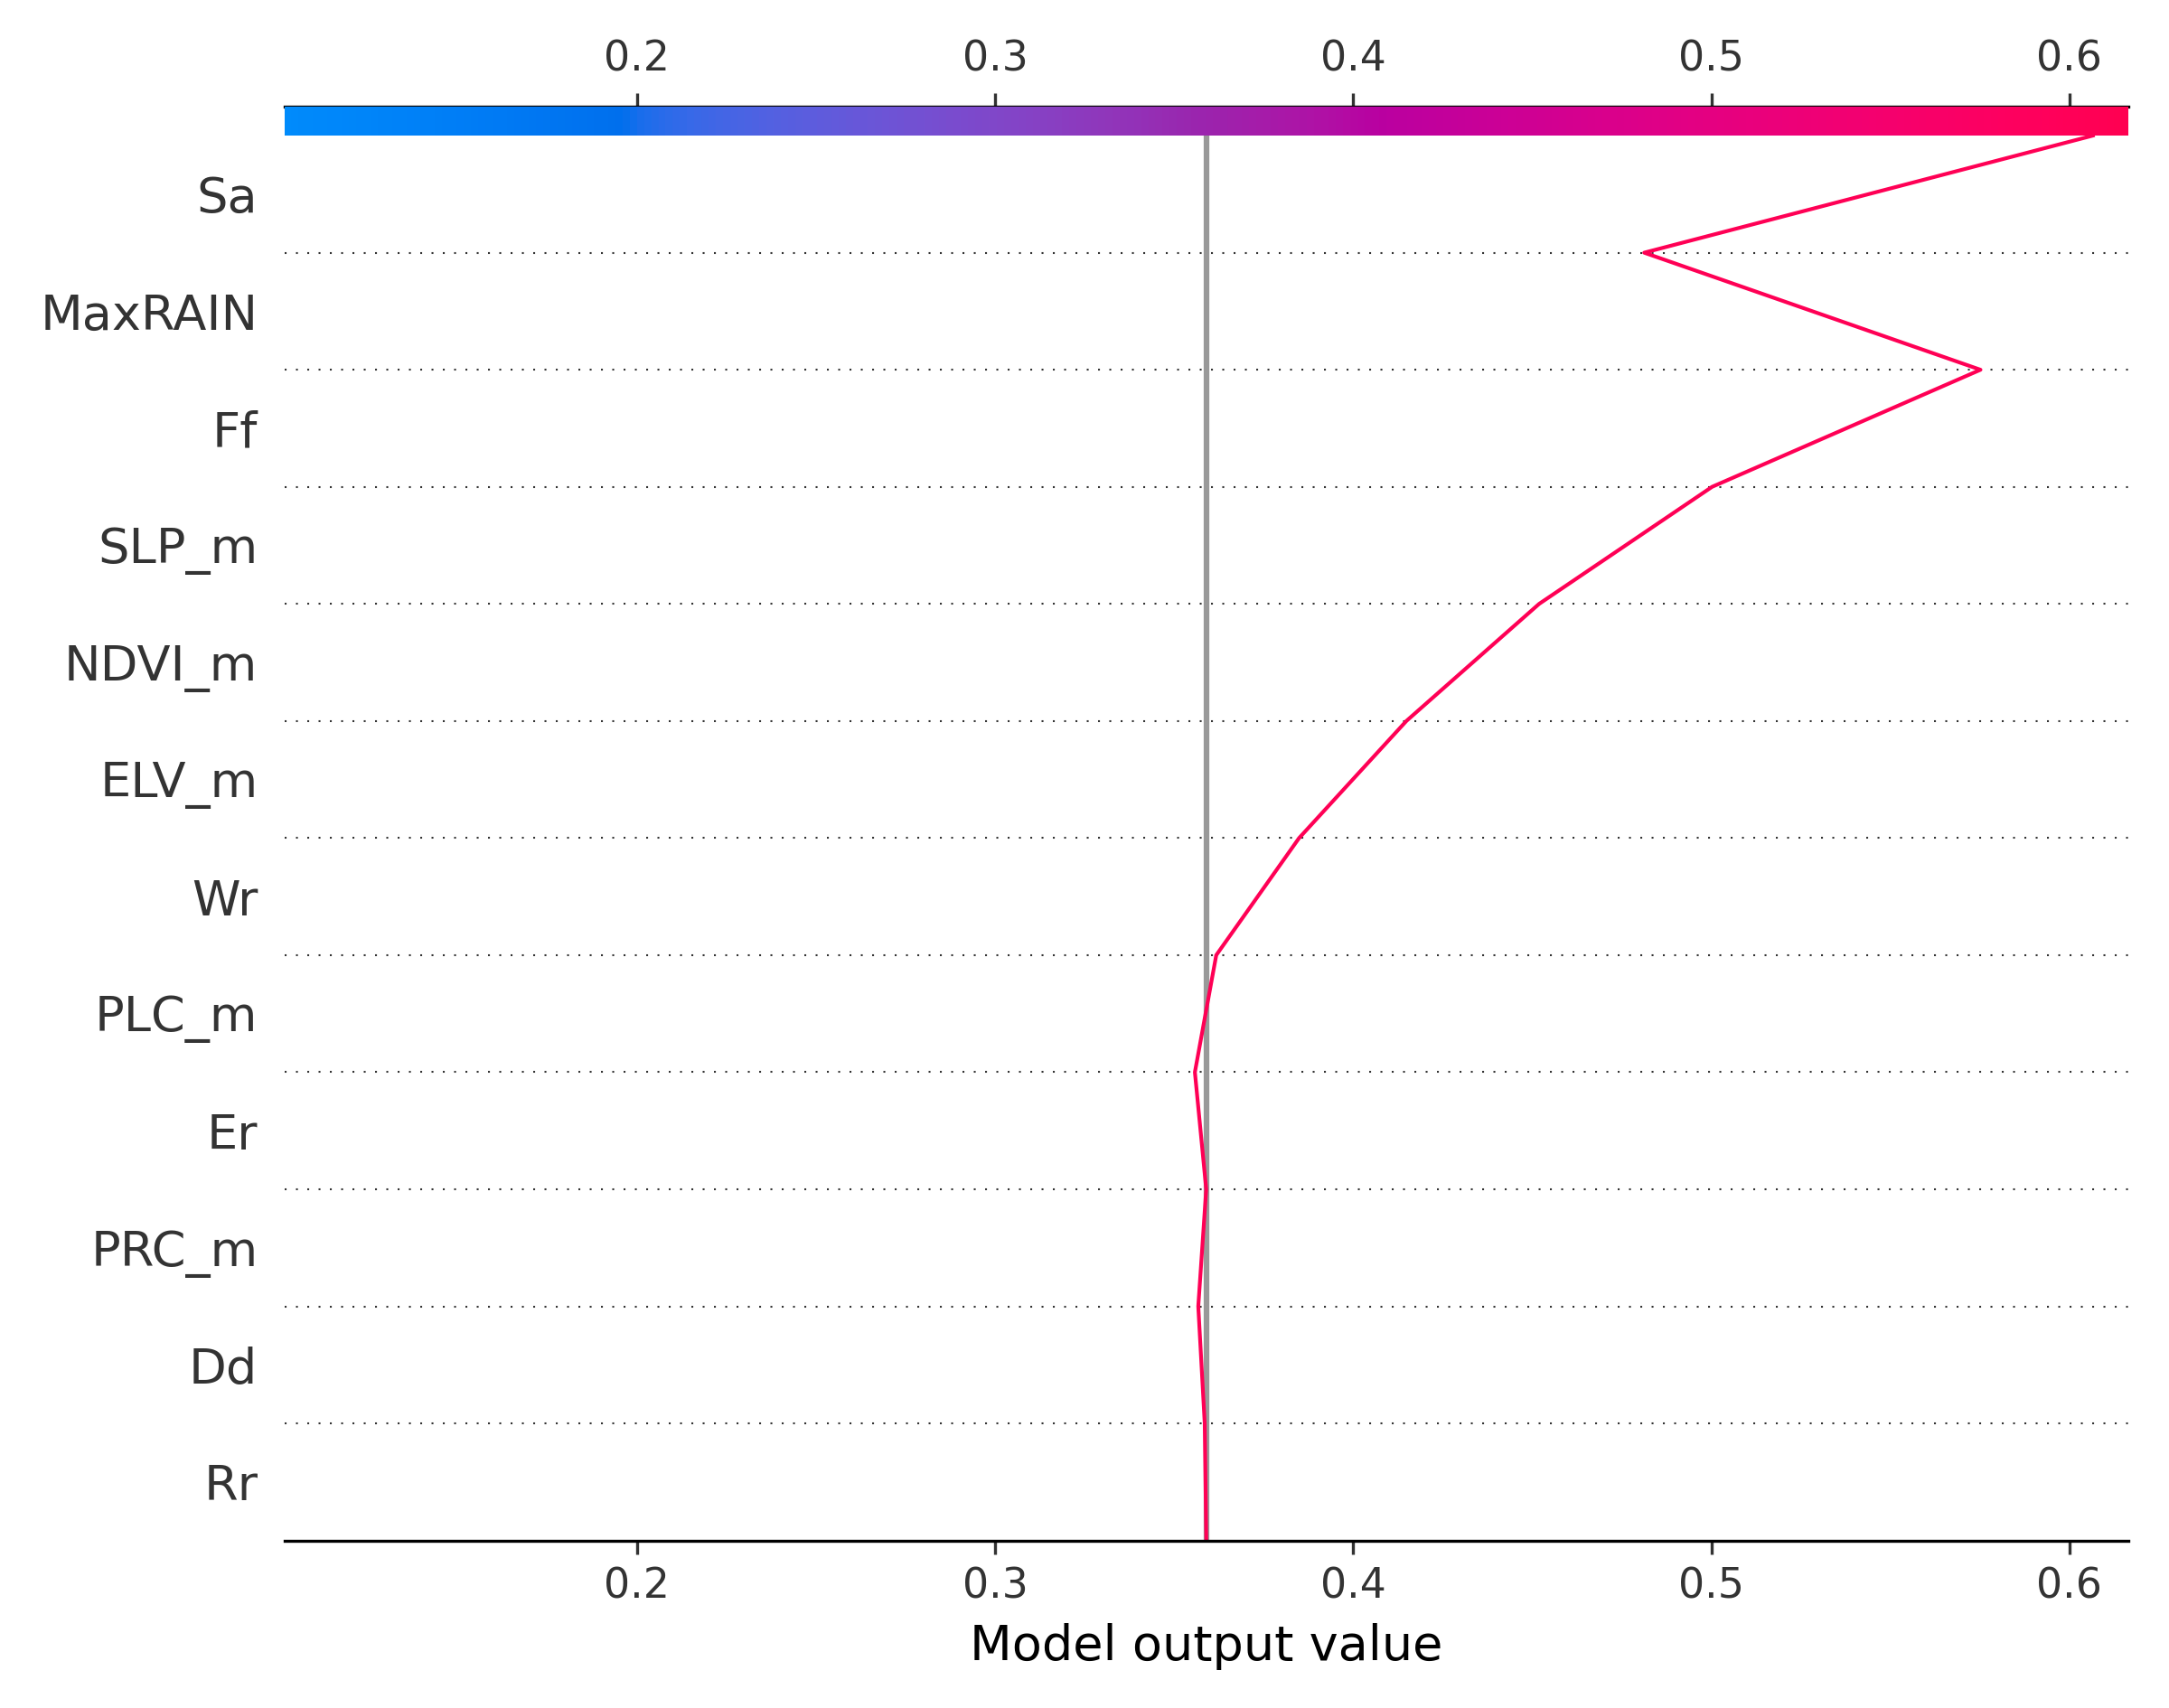 0.2 0.3 0.4 0.5 0.6
Sa
MaxRAIN
Ff
SLP_m
NDVI_m
ELV_m
Wr
PLC_m
Er
PRC_m
Dd
Rr
0.2 0.3 0.4 0.5 0.6
Model output value